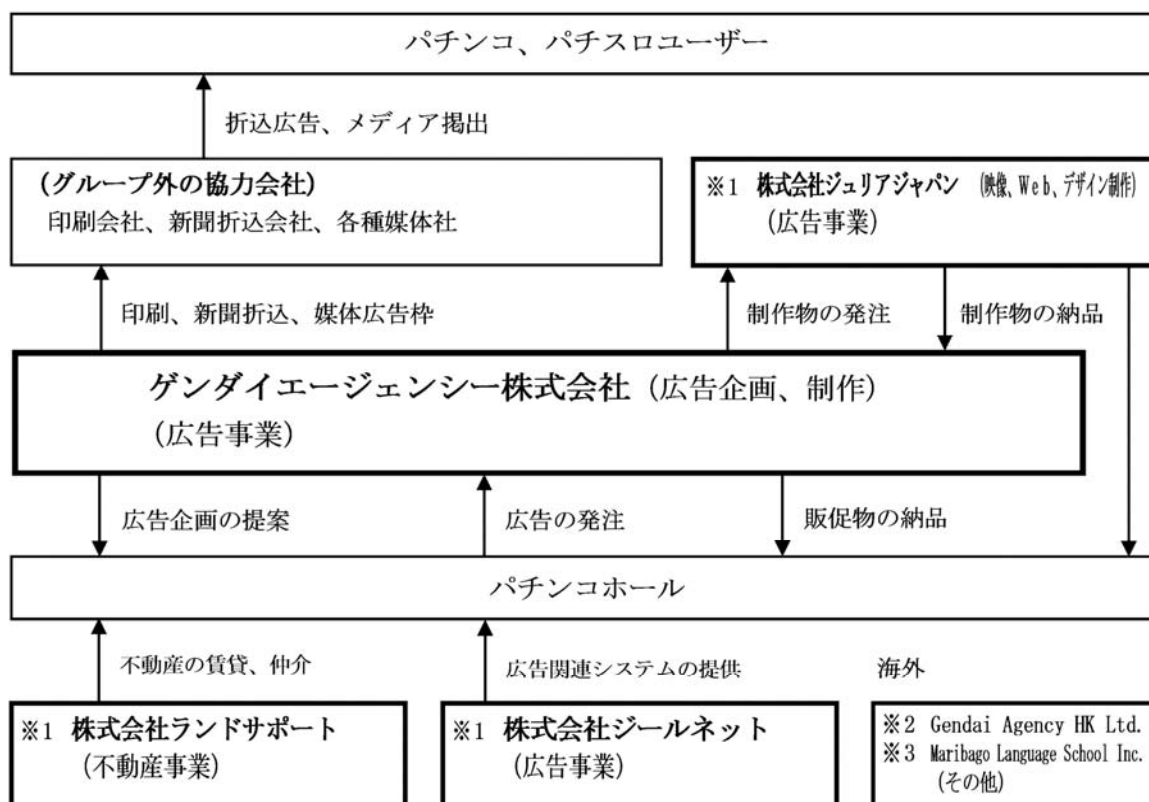 パチンコ、パチスロユーザー
折込広告、メディア掲出
(グループ外の協力会社)
印刷会社、新聞折込会社、各種媒体社
※1 株式会社ジュリアジャパン (映像、Web、デザイン制作)
(広告事業)
印刷、新聞折込、媒体広告枠
制作物の発注
制作物の納品
ゲンダイエージェンシー株式会社(広告企画、制作)
(広告事業)
広告企画の提案
広告の発注
販促物の納品
パチンコホール
不動産の賃貸、仲介
広告関連システムの提供
海外
※1 株式会社ランドサポート
(不動産事業)
※1 株式会社ジールネット
(広告事業)
※2 Gendai Agency HK Ltd.
※3 Maribago Language School Inc.
(その他)